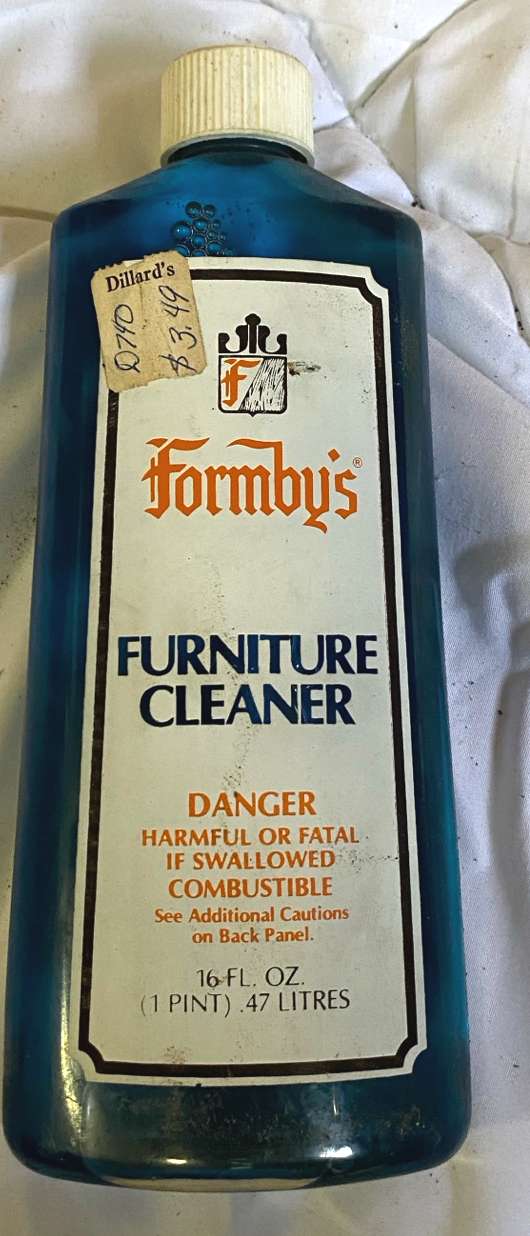 Dillard's
D740
$3.49
F
Formby's®
FURNITURE
CLEANER
DANGER
HARMFUL OR FATAL
IF SWALLOWED
COMBUSTIBLE
See Additional Cautions
on Back Panel.
16 FL. OZ.
(1 PINT) .47 LITRES